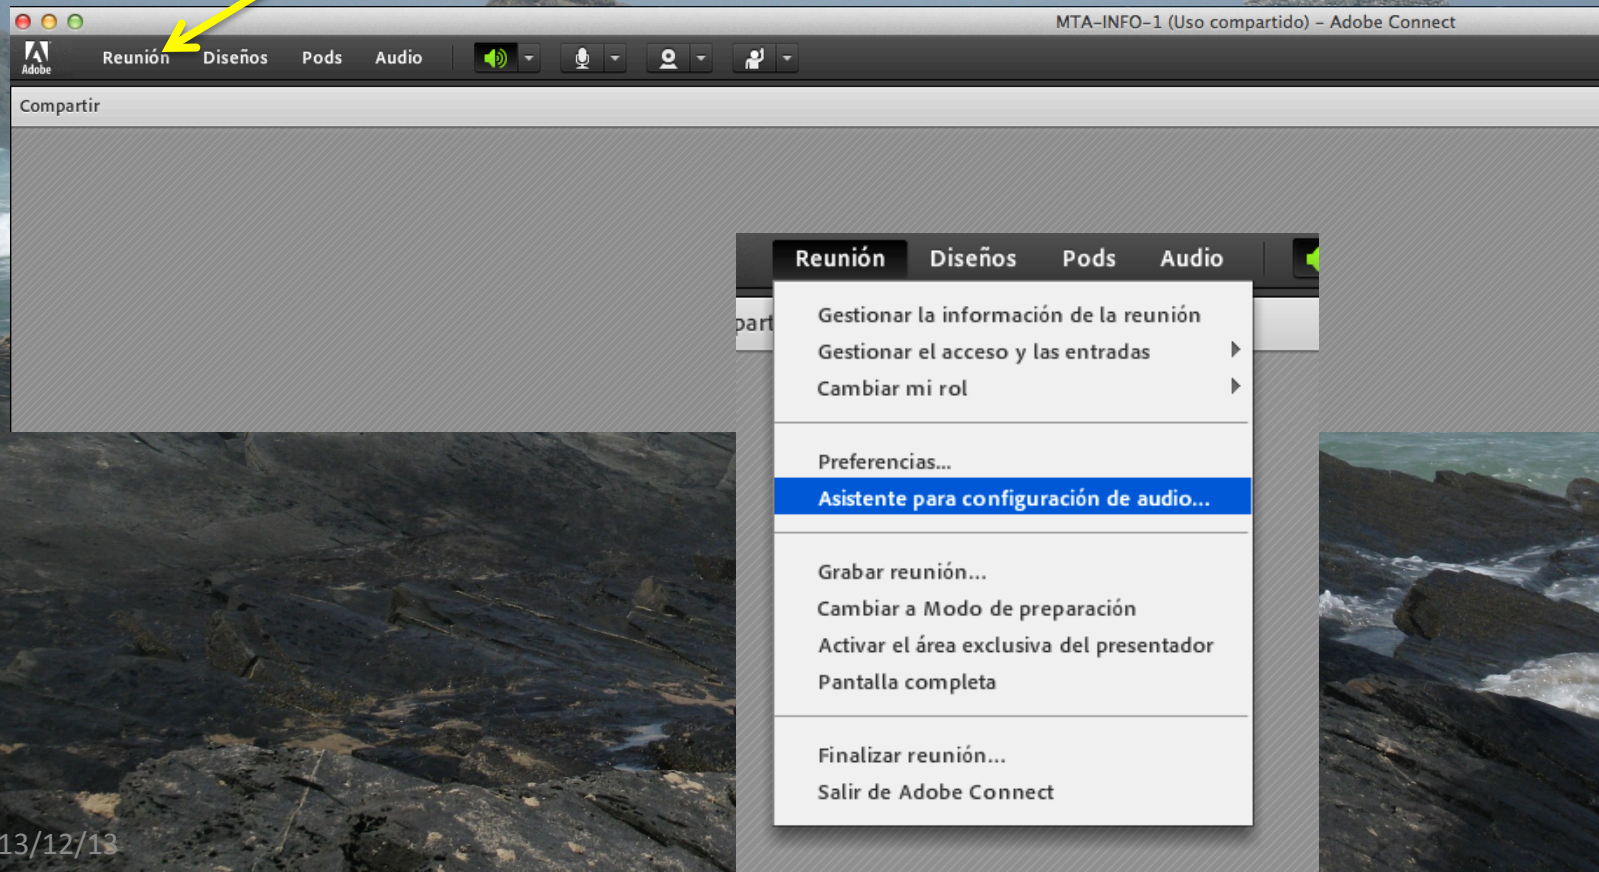 MTA-INFO-1 (Uso compartido) - Adobe Connect
Adobe Reunión Diseños Pods Audio
Compartir
Reunión Diseños Pods Audio
part
Gestionar la información de la reunión
Gestionar el acceso y las entradas
Cambiar mi rol
Preferencias...
Asistente para configuración de audio...
Grabar reunión...
Cambiar a Modo de preparación
Activar el área exclusiva del presentador
Pantalla completa
Finalizar reunión...
Salir de Adobe Connect
13/12/13